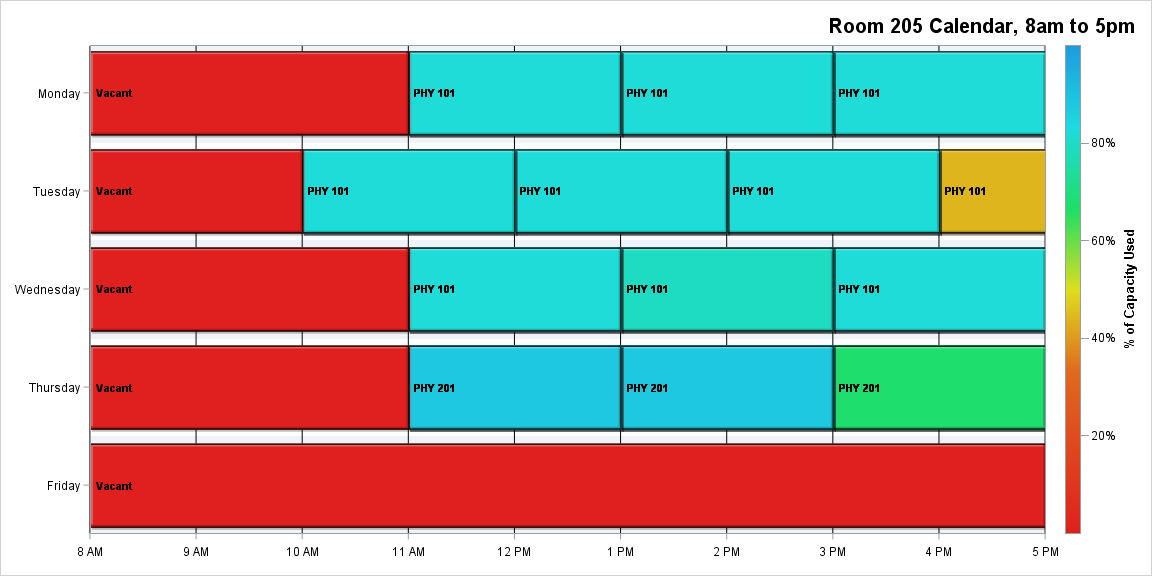 Room 205 Calendar, 8am to 5pm
Monday
Vacant
PHY 101
PHY 101
PHY 101
Tuesday
Vacant
PHY 101
PHY 101
PHY 101
PHY 101
Wednesday
Vacant
PHY 101
PHY 101
PHY 101
Thursday
Vacant
PHY 201
PHY 201
PHY 201
Friday
Vacant
8 AM
9 AM
10 AM
11 AM
12 PM
1 PM
2 PM
3 PM
4 PM
5 PM
80%
60%
40%
20%
% of Capacity Used